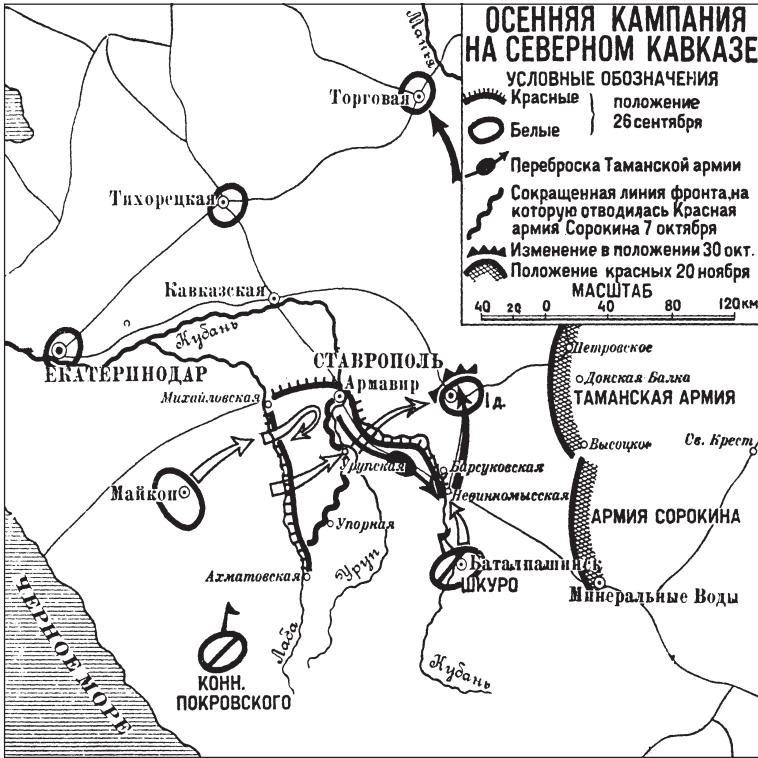 ОСЕННЯЯ КАМПАНИЯ
НА СЕВЕРНОМ КАВКАЗЕ
УСЛОВНЫЕ ОБОЗНАЧЕНИЯ
Красные
Белые
положение
26 сентября
Переброска Таманской армии
Сокращенная линия фронта, на
которую отводилась Красная
армия Сорокина 7 октября
Изменение в положении 30 окт.
Положение красных 20 ноября
МАСШТАБ
40 20 0 40 80 120 км
Маныч
Торговая
Тихорецкая
Кавказская
Кубань
ЕКАТЕРИНОДАР
СТАВРОПОЛЬ
Армавир
Михайловская
1 д.
Петровское
Донская Балка
ТАМАНСКАЯ АРМИЯ
Высоцкое
Св. Крест
Урупская
Барсуковская
Невинномысская
Майкоп
Упорная
АРМИЯ СОРОКИНА
Баталпашинск
ШКУРО
Минеральные Воды
Ахматовская
Уруп
Лаба
Кубань
ЧЕРНОЕ МОРЕ
КОНН.
ПОКРОВСКОГО